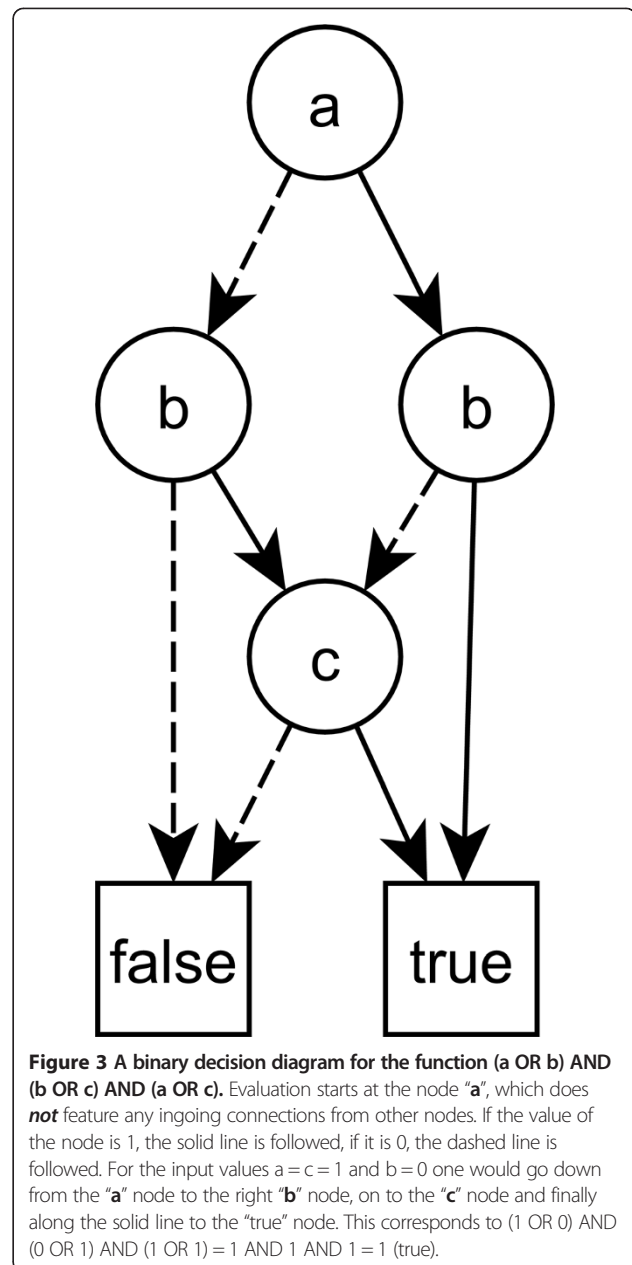 a
b b
c
false true
Figure 3 A binary decision diagram for the function (a OR b) AND
(b OR c) AND (a OR c). Evaluation starts at the node “a”, which does
not feature any ingoing connections from other nodes. If the value of
the node is 1, the solid line is followed, if it is 0, the dashed line is
followed. For the input values a = c = 1 and b = 0 one would go down
from the “a” node to the right “b” node, on to the “c” node and finally
along the solid line to the “true” node. This corresponds to (1 OR 0) AND
(0 OR 1) AND (1 OR 1) = 1 AND 1 AND 1 = 1 (true).